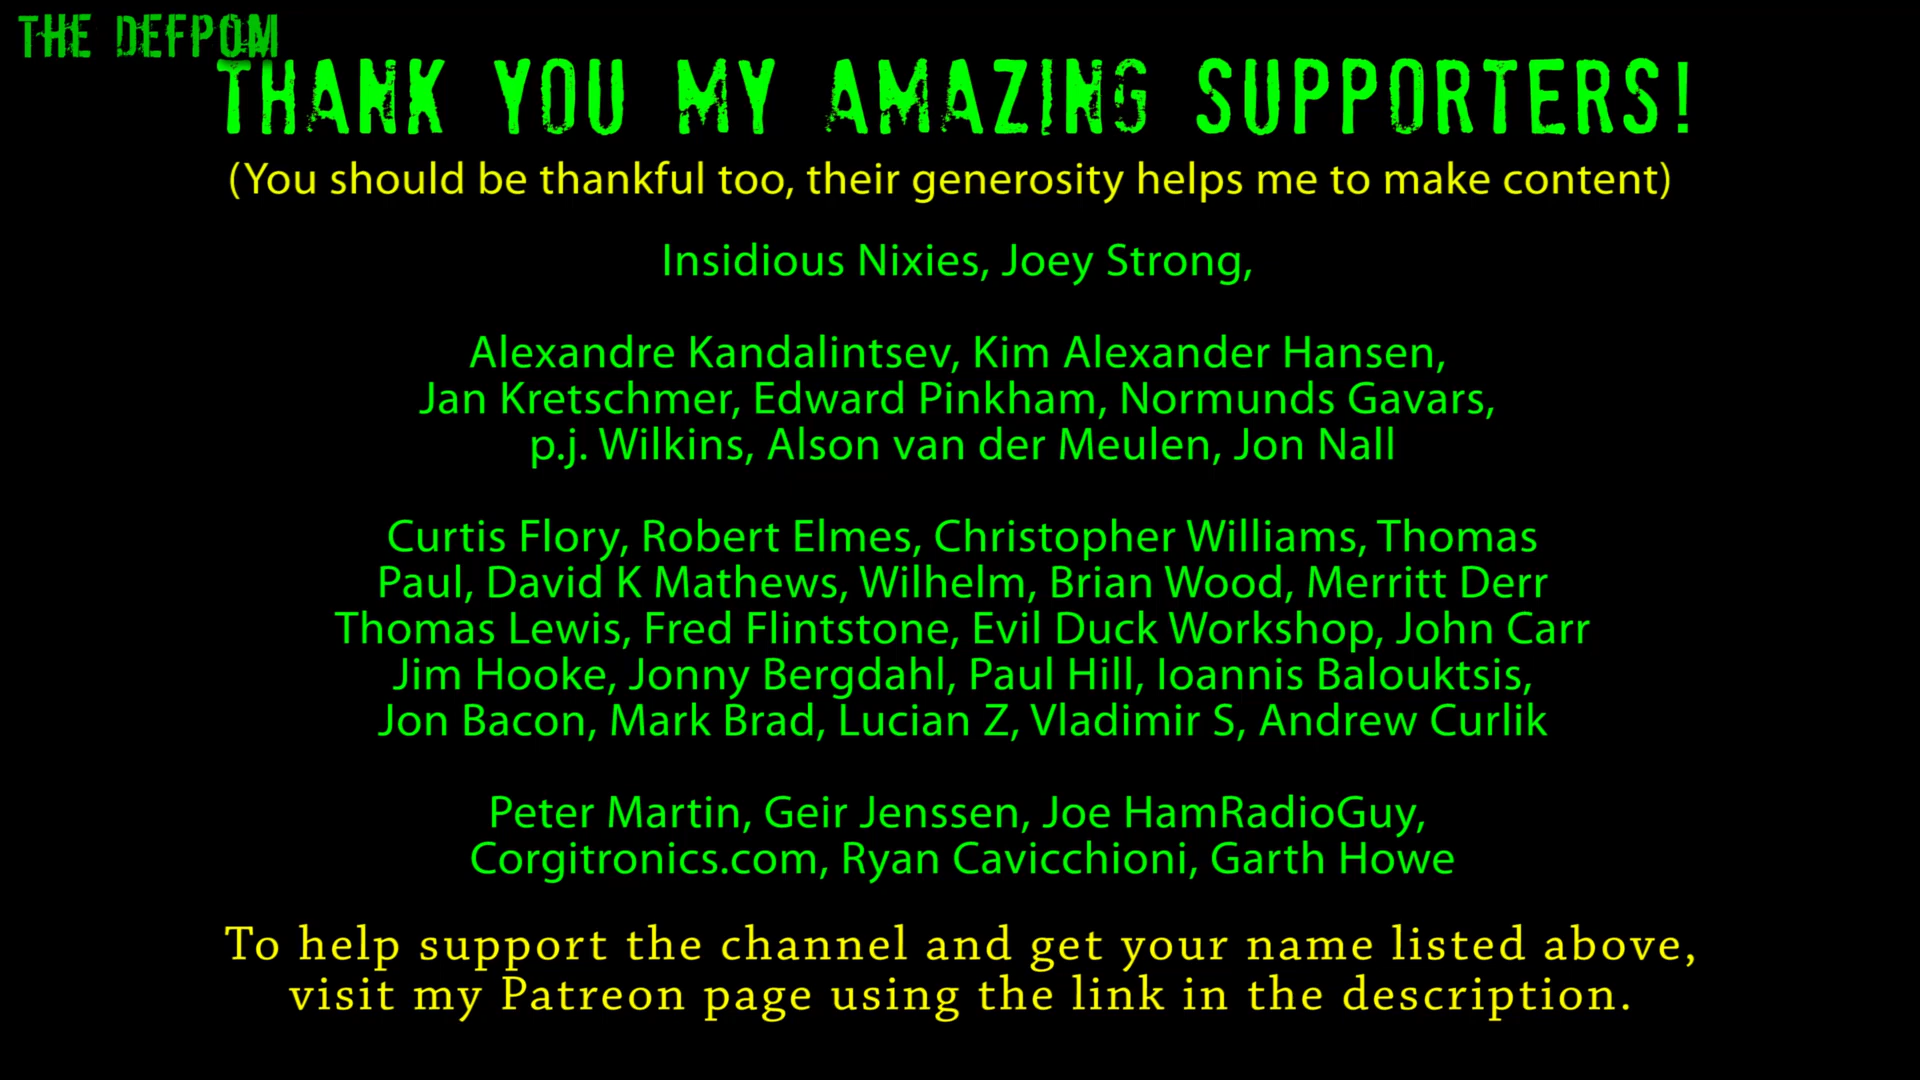 THE DEFPOM
THANK YOU MY AMAZING SUPPORTERS!
(You should be thankful too, their generosity helps me to make content)
Insidious Nixies, Joey Strong,
Alexandre Kandalintsev, Kim Alexander Hansen,
Jan Kretschmer, Edward Pinkham, Normunds Gavars,
p.j. Wilkins, Alson van der Meulen, Jon Nall
Curtis Flory, Robert Elmes, Christopher Williams, Thomas
Paul, David K Mathews, Wilhelm, Brian Wood, Merritt Derr
Thomas Lewis, Fred Flintstone, Evil Duck Workshop, John Carr
Jim Hooke, Jonny Bergdahl, Paul Hill, Ioannis Balouktsis,
Jon Bacon, Mark Brad, Lucian Z, Vladimir S, Andrew Curlik
Peter Martin, Geir Jenssen, Joe HamRadioGuy,
Corgitronics.com, Ryan Cavicchioni, Garth Howe
To help support the channel and get your name listed above,
visit my Patreon page using the link in the description.